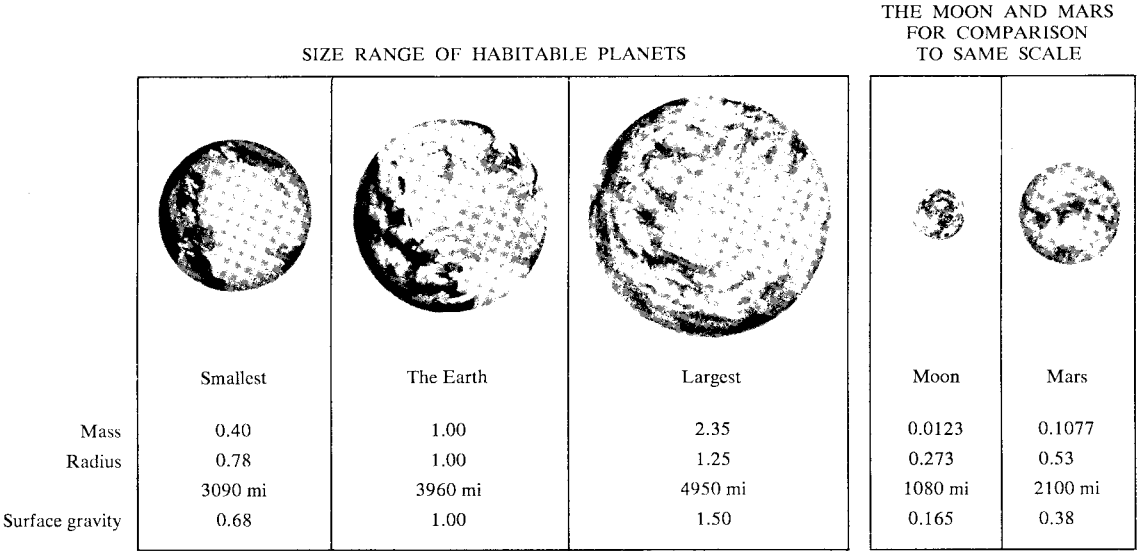 THE MOON AND MARS
FOR COMPARISON
TO SAME SCALE
SIZE RANGE OF HABITABLE PLANETS
Smallest The Earth Largest Moon Mars
Mass 0.40 1.00 2.35 0.0123 0.1077
Radius 0.78 1.00 1.25 0.273 0.53
3090 mi 3960 mi 4950 mi 1080 mi 2100 mi
Surface gravity 0.68 1.00 1.50 0.165 0.38